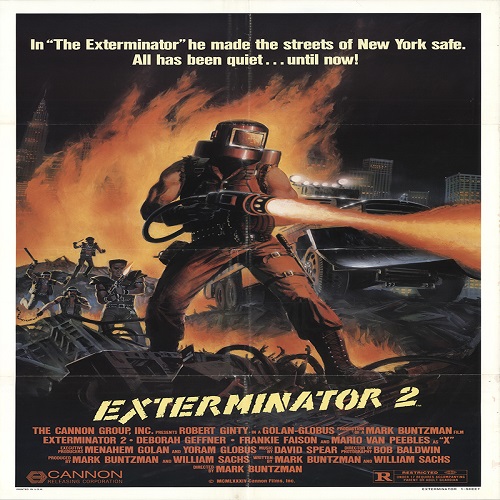 In “The Exterminator” he made the streets of New York safe.
All has been quiet...until now!
EXTERMINATOR 2
THE CANNON GROUP, INC. PRESENTS ROBERT GINTY IN A GOLAN-GLOBUS PRODUCTION OF A MARK BUNTZMAN FILM
EXTERMINATOR 2 • DEBORAH GEFFNER • FRANKIE FAISON AND MARIO VAN PEEBLES AS "X"
EXECUTIVE PRODUCERS MENAHEM GOLAN AND YORAM GLOBUS MUSIC BY DAVID SPEAR DIRECTOR OF PHOTOGRAPHY BOB BALDWIN
PRODUCED BY MARK BUNTZMAN AND WILLIAM SACHS WRITTEN BY MARK BUNTZMAN AND WILLIAM SACHS
DIRECTED BY MARK BUNTZMAN
CANNON
RELEASING CORPORATION
© MCMLXXXIV Cannon Films, Inc.
R RESTRICTED
EXTERMINATOR 2